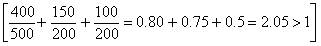 [400/500 + 150/200 + 100/200 = 0.80 + 0.75 + 0.5 = 2.05 > 1]